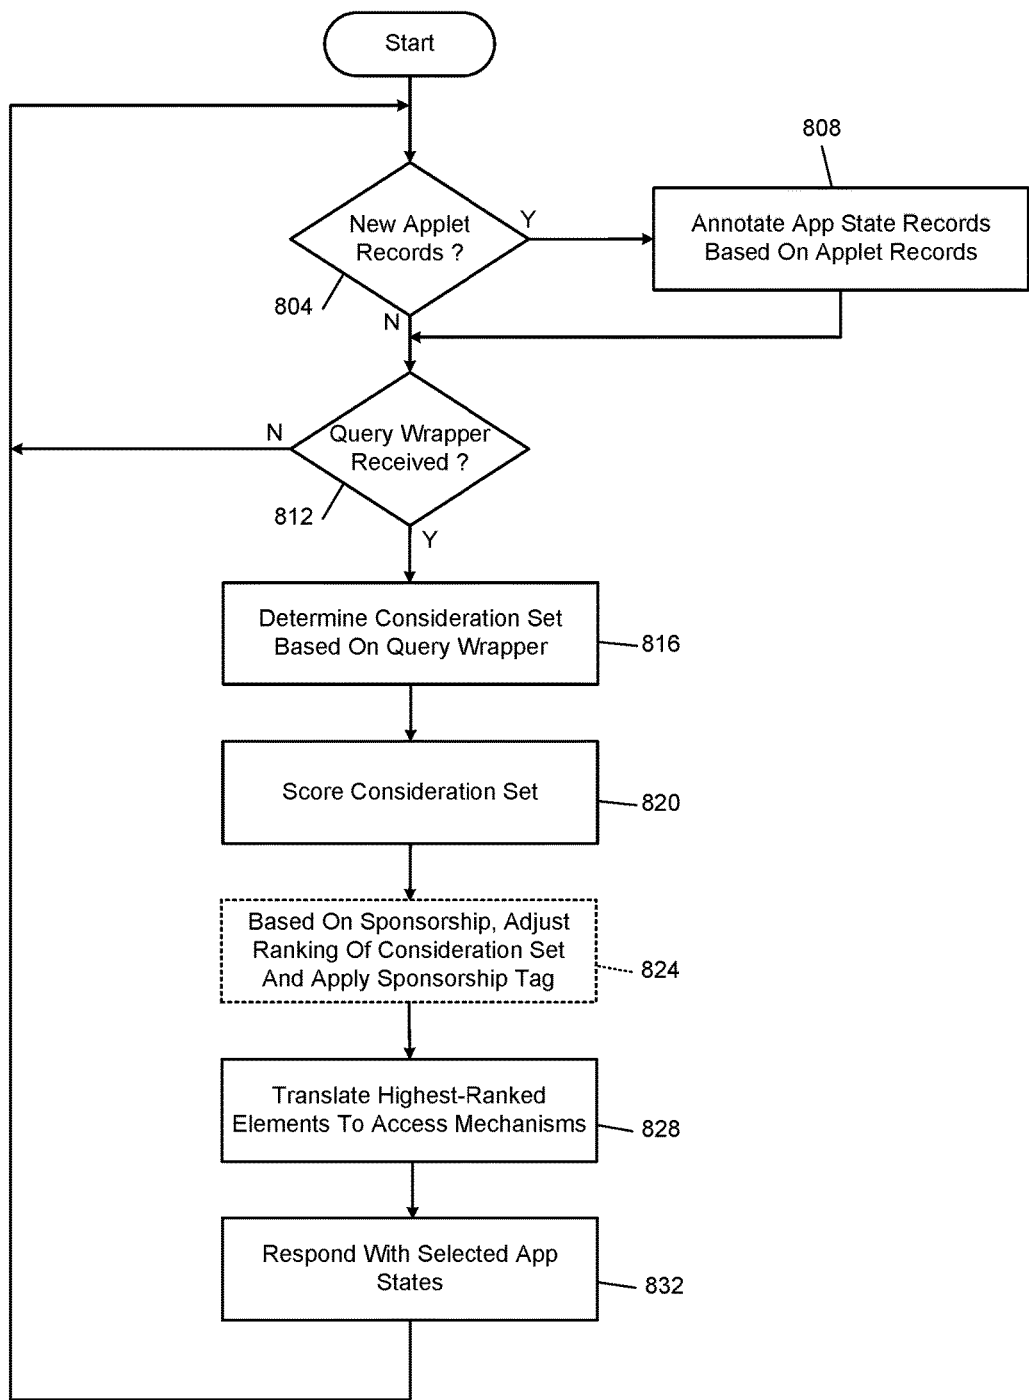 Start
808
New Applet
Records ?
Y
Annotate App State Records
Based On Applet Records
804
N
Query Wrapper
Received ?
N
812
Y
Determine Consideration Set
Based On Query Wrapper
816
Score Consideration Set
820
Based On Sponsorship, Adjust
Ranking Of Consideration Set
And Apply Sponsorship Tag
824
Translate Highest-Ranked
Elements To Access Mechanisms
828
Respond With Selected App
States
832